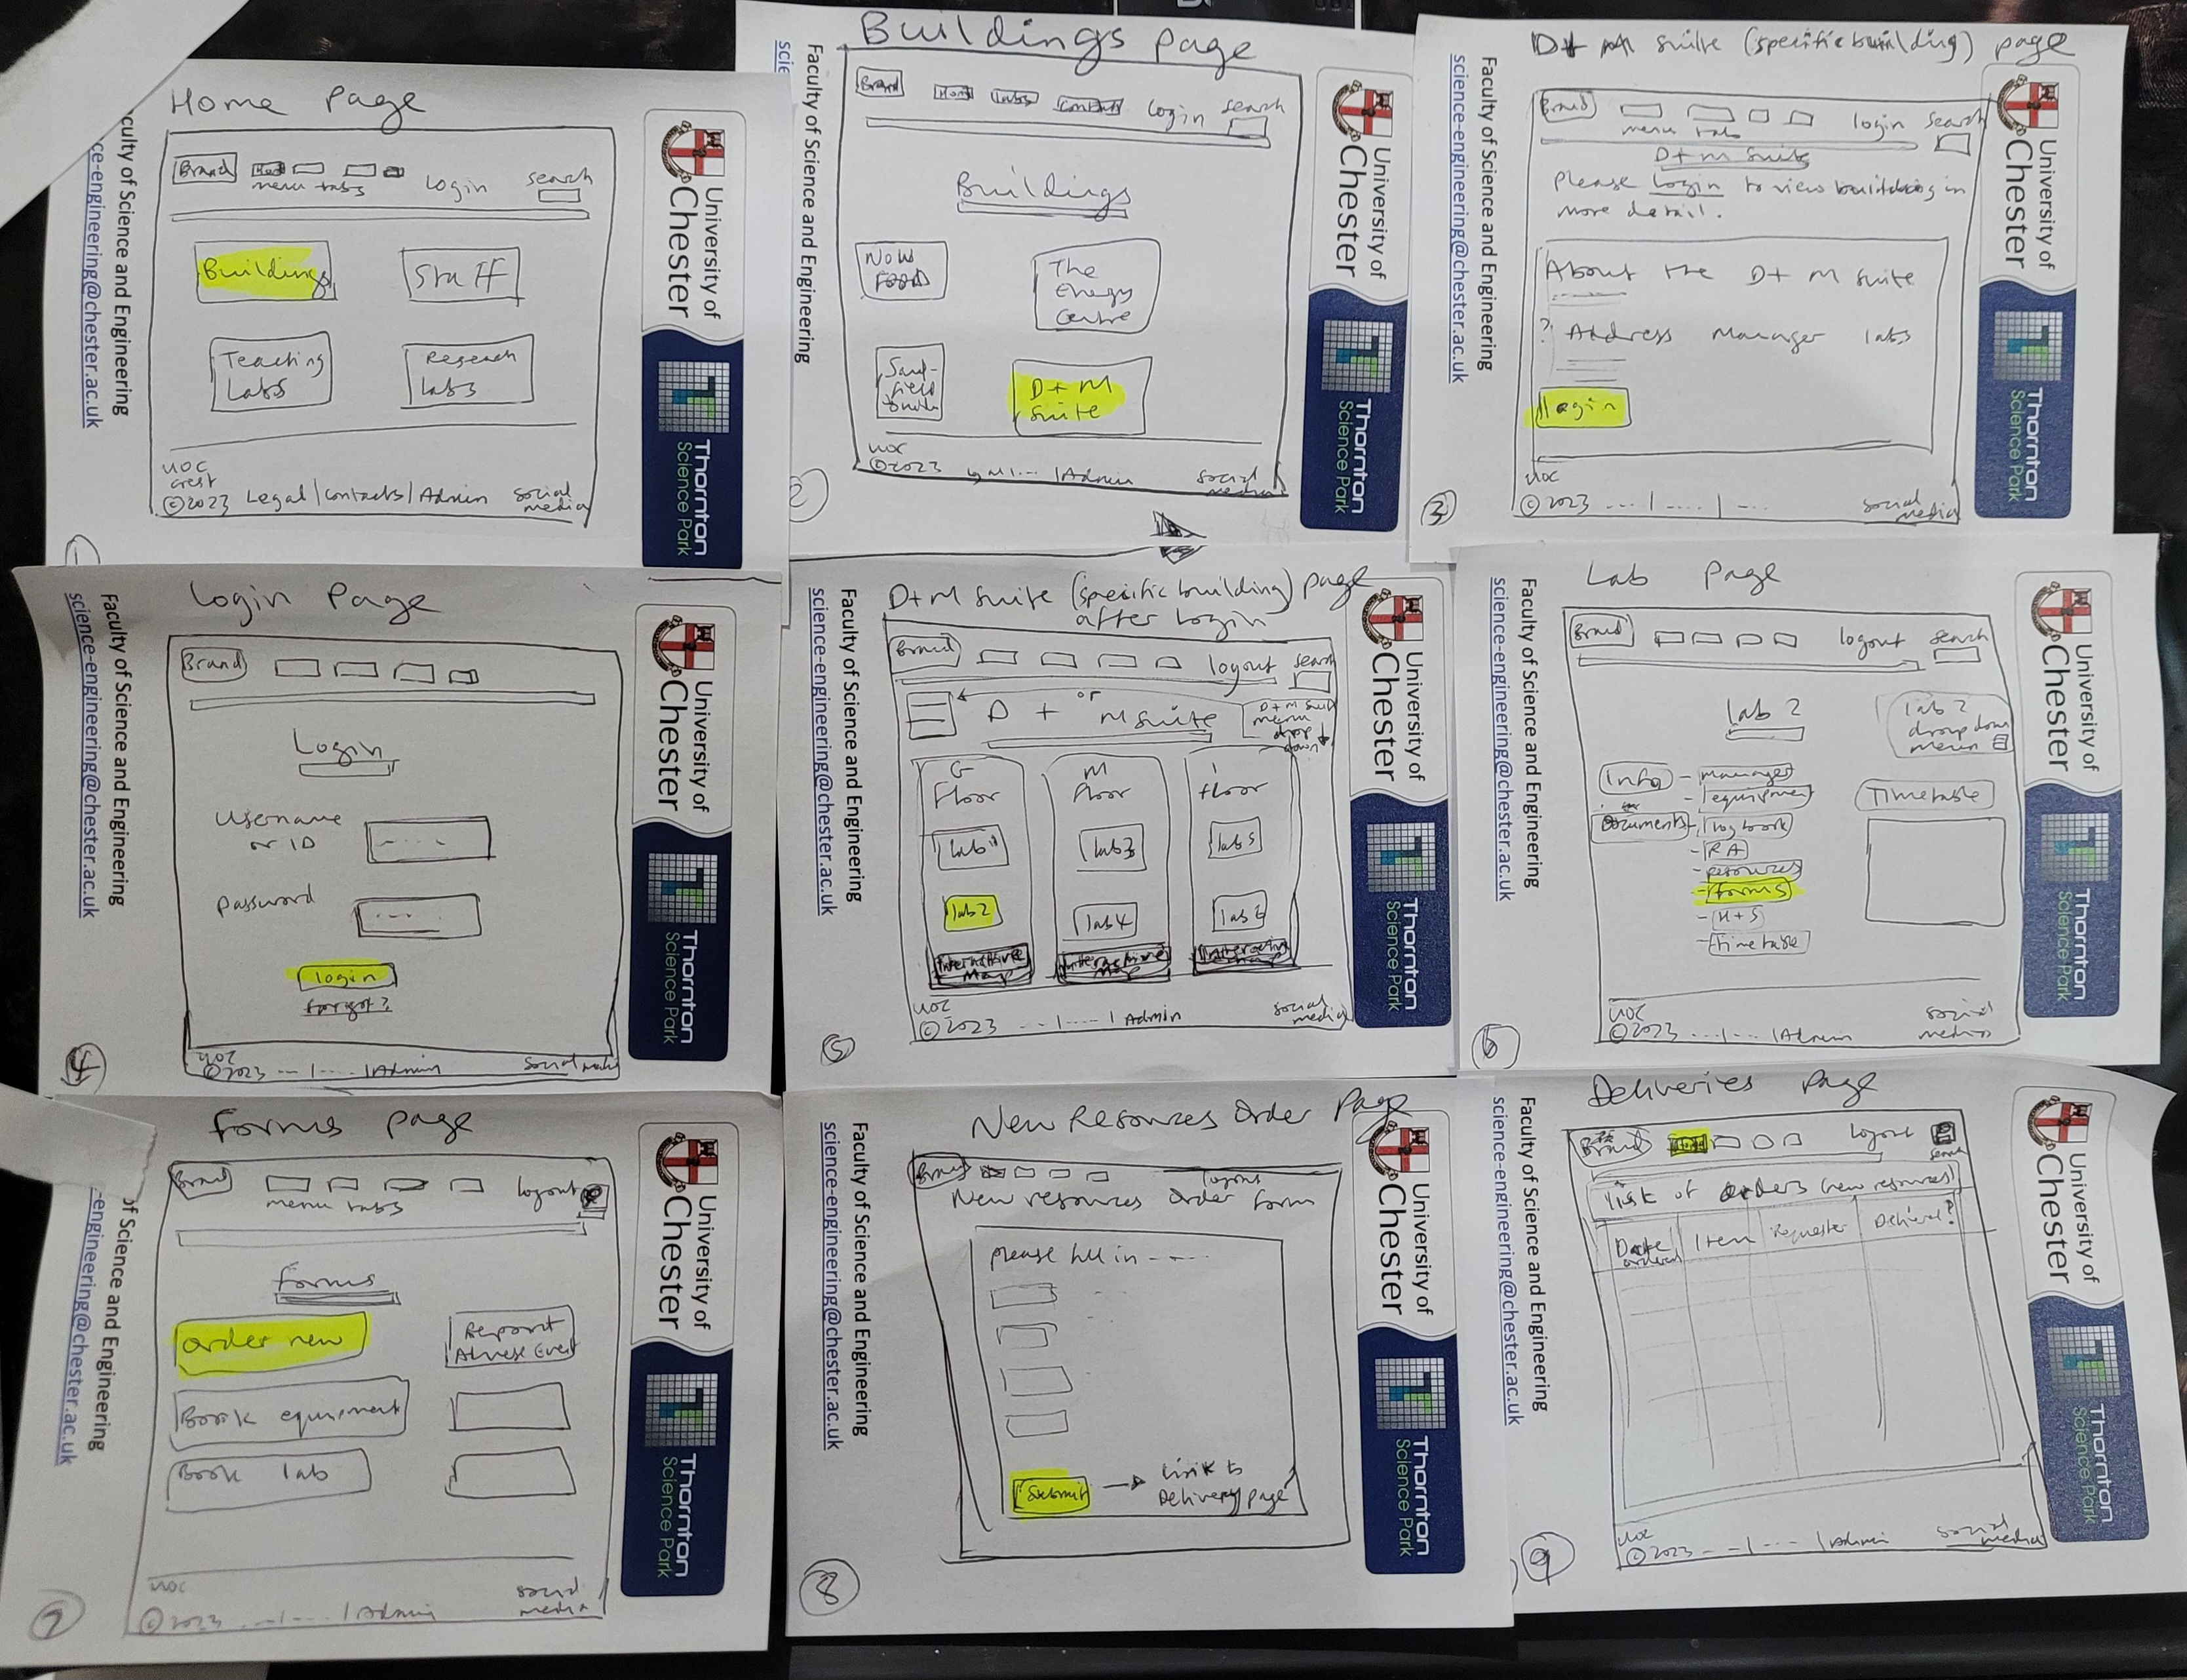 Home Page
Brand
menu tabs
Login
search
Buildings
Staff
Teaching
Labs
Research
labs
UOC
crest
©2023 Legal | Contacts | Admin
social
media
1
Faculty of Science and Engineering
ce-engineering@chester.ac.uk
University of
Chester
Thornton
Science Park
Buildings page
Brand
Home
Labs
Contacts
Login
search
Buildings
NoW
Food
The
Energy
Centre
Sand-
field
D+M
Suite
UOC
©2023
| Admin
social
media
2
Faculty of Science and Engineering
scie
University of
Chester
Thornton
Science Park
D+M Suite (specific building) page
Brand
menu tab
login
search
D+M Suite
Please Login to view building in
more detail.
About the D+M Suite
? Address Manager labs
login
UOC
©2023 ... | .... | ...
social
media
3
Faculty of Science and Engineering
science-engineering@chester.ac.uk
University of
Chester
Thornton
Science Park
Login Page
Brand
Login
Username
or ID
password
login
forgot?
UOC
©2023 ... | .... | Admin
social media
4
Faculty of Science and Engineering
science-engineering@chester.ac.uk
University of
Chester
Thornton
Science Park
D+M Suite (specific building) page
after Login
Brand
logout
search
or
D + M Suite
D+M Suite
menu
drop
down
G
Floor
M
floor
1
floor
lab 1
lab 3
lab 5
lab 2
lab 4
lab 6
Interactive
Map
Interactive
Map
Interactive
map
UOC
©2023 ... | .... | Admin
social
media
5
Faculty of Science and Engineering
science-engineering@chester.ac.uk
University of
Chester
Thornton
Science Park
Lab Page
Brand
logout
search
lab 2
lab 2
drop down
menu
Info
- manager
- equipment
Documents
- logbook
- RA
- resources
- forms
- H+S
- timetable
Timetable
UOC
©2023 ... | .... | Admin
social
media
6
Faculty of Science and Engineering
science-engineering@chester.ac.uk
University of
Chester
Thornton
Science Park
forms page
Brand
menu tabs
logout
forms
order new
Report
Adverse Event
Book equipment
Book lab
UOC
©2023 ... | .... | Admin
social
media
7
of Science and Engineering
-engineering@chester.ac.uk
University of
Chester
Thornton
Science Park
New Resources Order Page
Brand
logout
New resources order form
please fill in ----
Submit
→ Link to
Delivery page
8
Faculty of Science and Engineering
science-engineering@chester.ac.uk
University of
Chester
Thornton
Science Park
Deliveries Page
Brand
Logout
search
list of orders (new resources)
Date
ordered
Item
Requester
Delivered?
UOC
©2023 ... | .... | Admin
social
media
9
Faculty of Science and Engineering
science-engineering@chester.ac.uk
University of
Chester
Thornton
Science Park